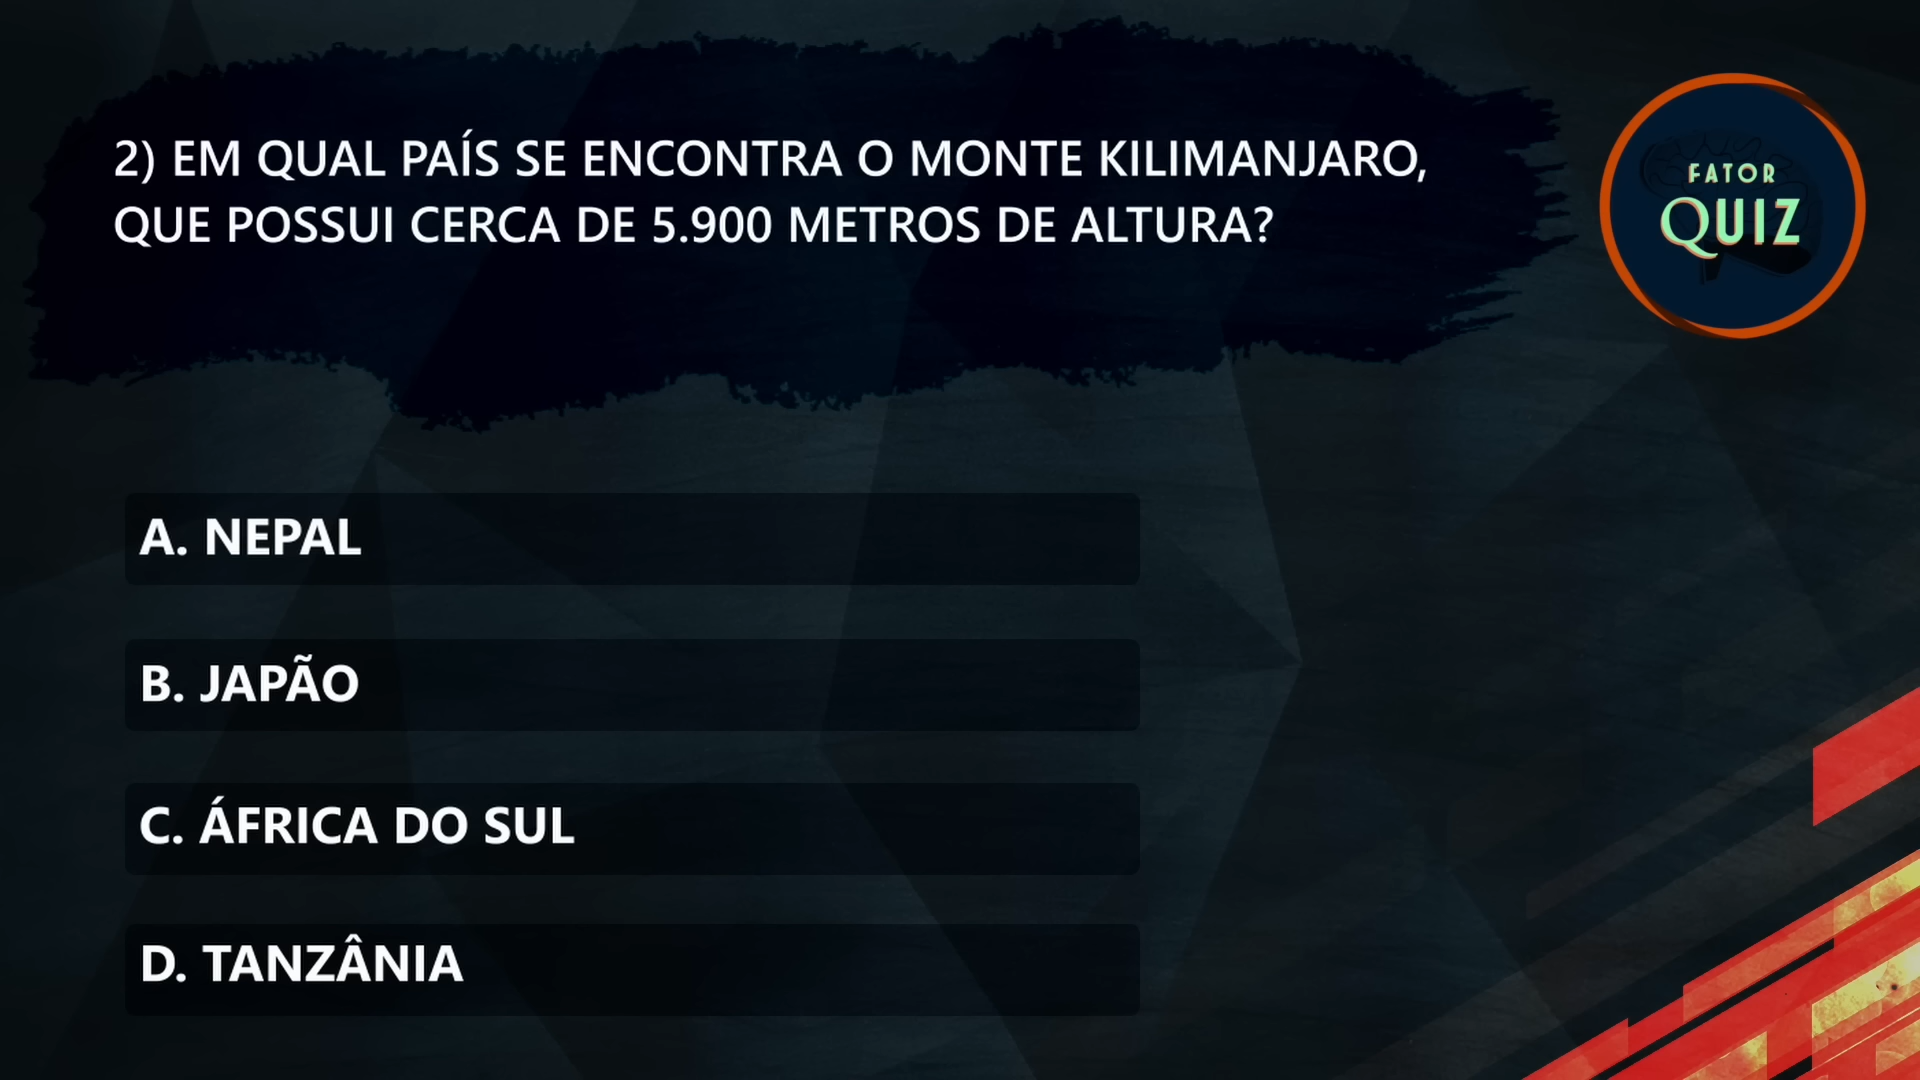 2) EM QUAL PAÍS SE ENCONTRA O MONTE KILIMANJARO,
QUE POSSUI CERCA DE 5.900 METROS DE ALTURA?
FATOR
QUIZ
A. NEPAL
B. JAPÃO
C. ÁFRICA DO SUL
D. TANZÂNIA